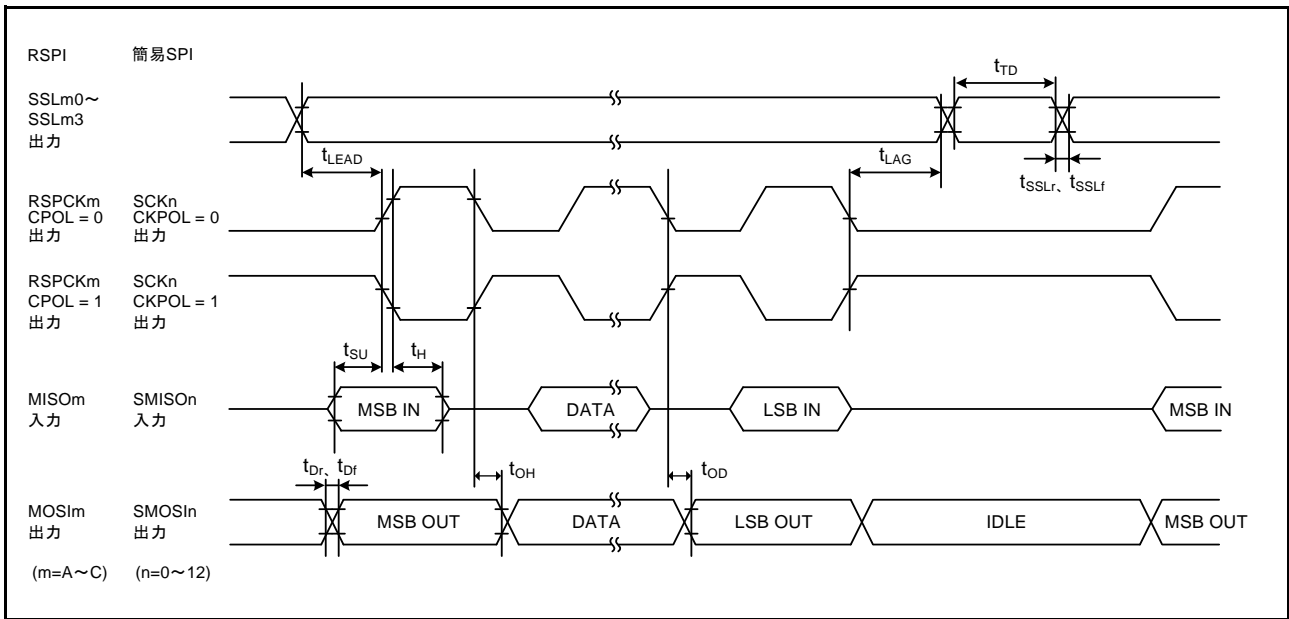 RSPI 簡易SPI
tTD
SSLm0～
SSLm3
出力
tLEAD
tLAG
tSSLr、tSSLf
RSPCKm SCKn
CPOL = 0 CKPOL = 0
出力 出力
RSPCKm SCKn
CPOL = 1 CKPOL = 1
出力 出力
tSU tH
MISOm SMISOn MSB IN DATA LSB IN MSB IN
入力 入力
tDr、tDf tOH tOD
MOSIm SMOSIn MSB OUT DATA LSB OUT IDLE MSB OUT
出力 出力
(m=A～C) (n=0～12)